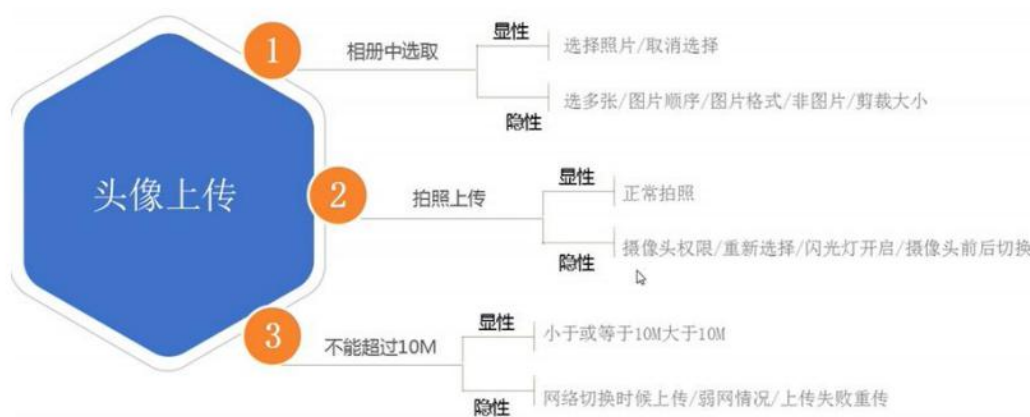 头像上传
1
相册中选取
显性
选择照片/取消选择
隐性
选多张/图片顺序/图片格式/非图片/剪裁大小
2
拍照上传
显性
正常拍照
隐性
摄像头权限/重新选择/闪光灯开启/摄像头前后切换
3
不能超过10M
显性
小于或等于10M大于10M
隐性
网络切换时候上传/弱网情况/上传失败重传